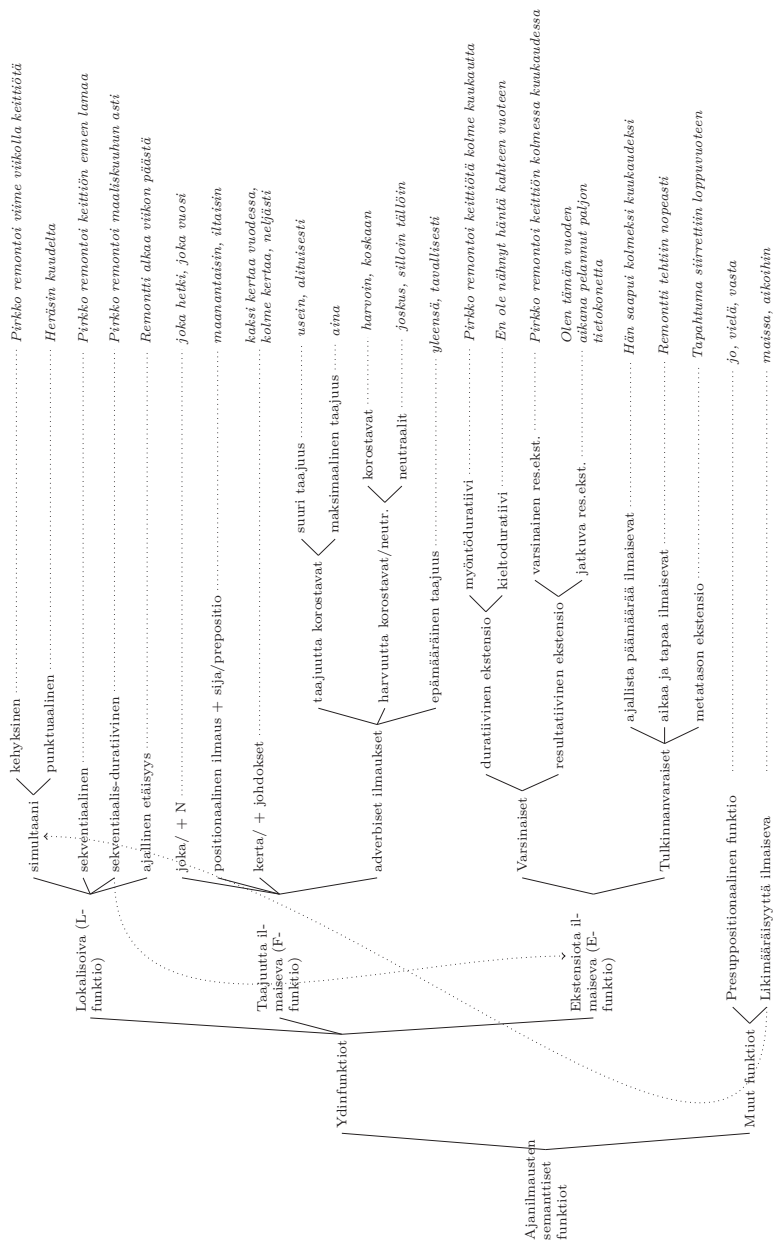 Ajanilmausten
semanttiset
funktiot
Ydinfunktiot
Lokalisoiva (L-
funktio)
simultaani
kehyksinen
Pirkko remontoi viime viikolla keittiötä
punktuaalinen
Heräsin kuudelta
sekventiaalinen
Pirkko remontoi keittiön ennen lamaa
sekventiaalis-duratiivinen
Pirkko remontoi maaliskuuhun asti
ajallinen etäisyys
Remontti alkaa viikon päästä
Taajuutta il-
maiseva (F-
funktio)
joka/ + N
joka hetki, joka vuosi
positionaalinen ilmaus + sija/prepositio
maanantaisin, iltaisin
kerta/ + johdokset
kaksi kertaa vuodessa,
kolme kertaa, neljästi
adverbiset ilmaukset
taajuutta korostavat
suuri taajuus
usein, alituisesti
maksimaalinen taajuus
aina
harvuutta korostavat/neutr.
korostavat
harvoin, koskaan
neutraalit
joskus, silloin tällöin
epämääräinen taajuus
yleensä, tavallisesti
Ekstensiota il-
maiseva (E-
funktio)
Varsinaiset
duratiivinen ekstensio
myöntöduratiivi
Pirkko remontoi keittiötä kolme kuukautta
kieltoduratiivi
En ole nähnyt häntä kahteen vuoteen
resultatiivinen ekstensio
varsinainen res.ekst.
Pirkko remontoi keittiön kolmessa kuukaudessa
jatkuva res.ekst.
Olen tämän vuoden
aikana pelannut paljon
tietokonetta
Tulkinnanvaraiset
ajallista päämäärää ilmaisevat
Hän saapui kolmeksi kuukaudeksi
aikaa ja tapaa ilmaisevat
Remontti tehtiin nopeasti
metatason ekstensio
Tapahtuma siirrettiin loppuvuoteen
Muut funktiot
Presuppositionaalinen funktio
jo, vielä, vasta
Likimääräisyyttä ilmaiseva
maissa, aikoihin